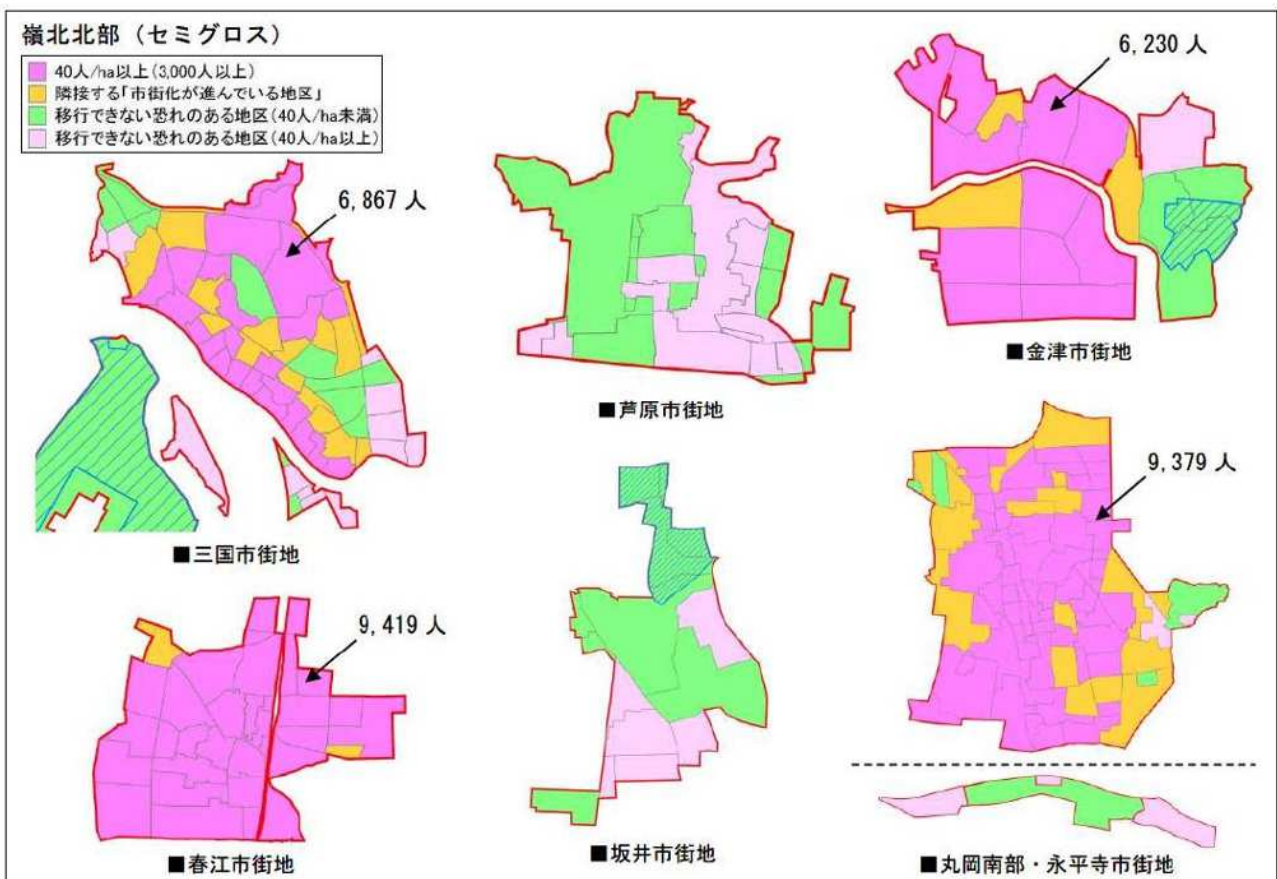 嶺北北部（セミグロス）
40人/ha以上(3,000人以上)
隣接する「市街化が進んでいる地区」
移行できない恐れのある地区(40人/ha未満)
移行できない恐れのある地区(40人/ha以上)
6,867 人
■三国市街地
■芦原市街地
6,230 人
■金津市街地
9,419 人
■春江市街地
■坂井市街地
9,379 人
■丸岡南部・永平寺市街地